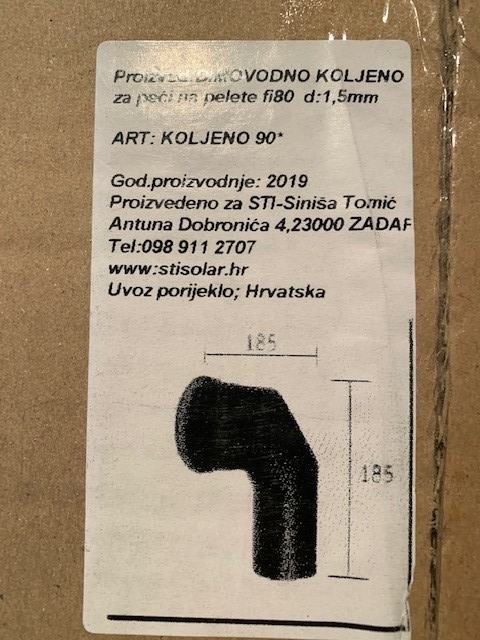 Proizvod: DIMOVODNO KOLJENO
za peći na pelete fi80 d:1,5mm
ART: KOLJENO 90*
God.proizvodnje: 2019
Proizvedeno za STI-Siniša Tomić
Antuna Dobronića 4,23000 ZADAR
Tel:098 911 2707
www:stisolar.hr
Uvoz porijeklo; Hrvatska
185
185